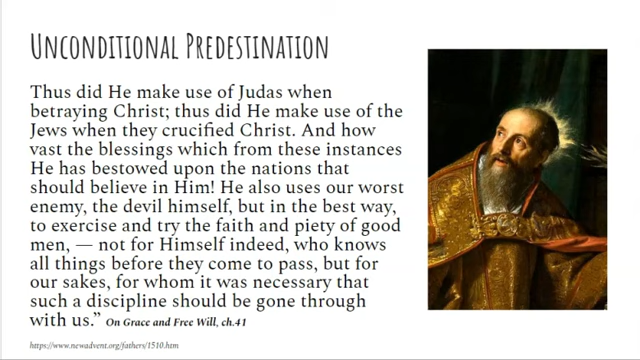 Unconditional Predestination
Thus did He make use of Judas when
betraying Christ; thus did He make use of the
Jews when they crucified Christ. And how
vast the blessings which from these instances
He has bestowed upon the nations that
should believe in Him! He also uses our worst
enemy, the devil himself, but in the best way,
to exercise and try the faith and piety of good
men, — not for Himself indeed, who knows
all things before they come to pass, but for
our sakes, for whom it was necessary that
such a discipline should be gone through
with us.” On Grace and Free Will, ch.41
https://www.newadvent.org/fathers/1510.htm